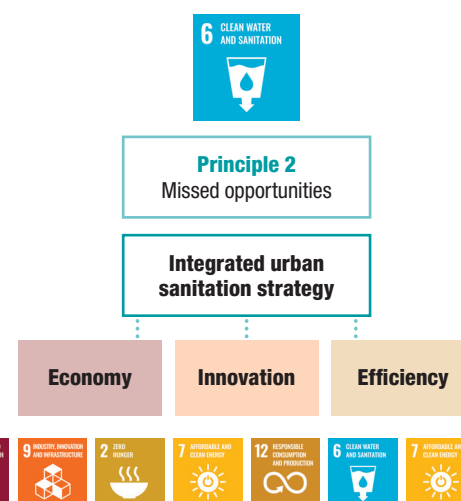 6 CLEAN WATER
AND SANITATION
Principle 2
Missed opportunities
Integrated urban
sanitation strategy
Economy
Innovation
Efficiency
9 INDUSTRY, INNOVATION
AND INFRASTRUCTURE
2 ZERO
HUNGER
7 AFFORDABLE AND
CLEAN ENERGY
12 RESPONSIBLE
CONSUMPTION
AND PRODUCTION
6 CLEAN WATER
AND SANITATION
7 AFFORDABLE AND
CLEAN ENERGY